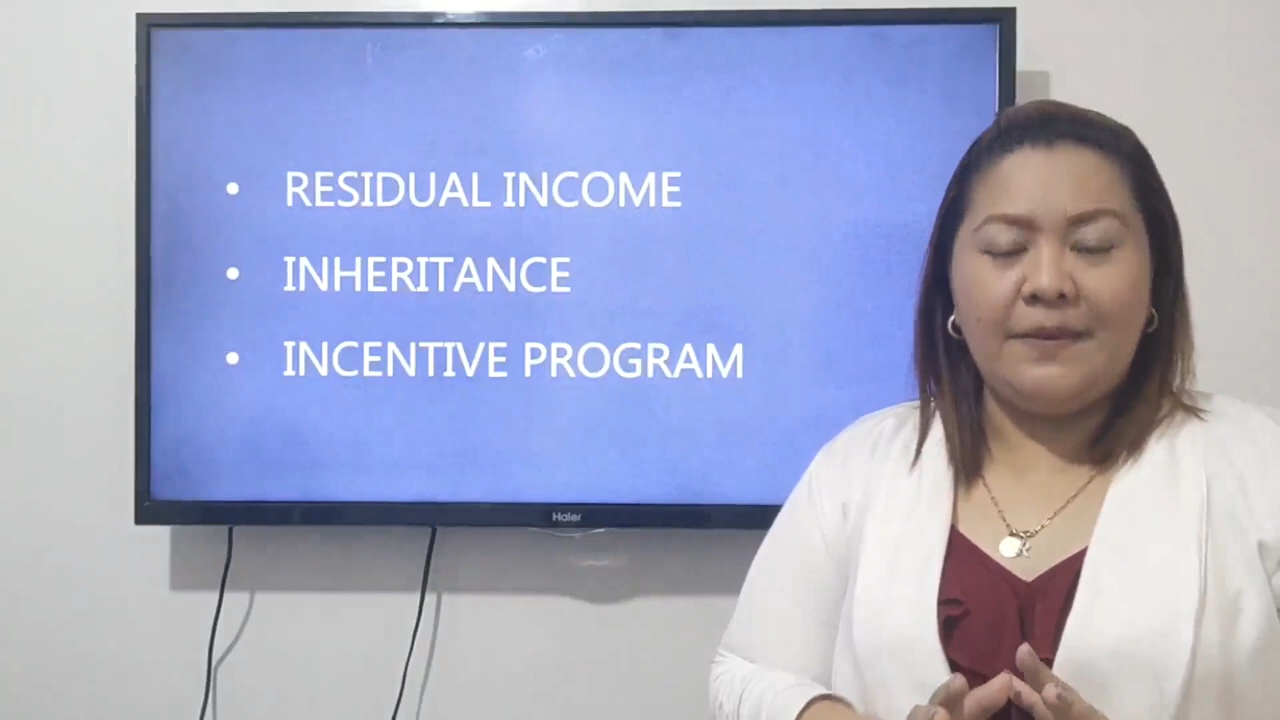 • RESIDUAL INCOME
• INHERITANCE
• INCENTIVE PROGRAM
Haier